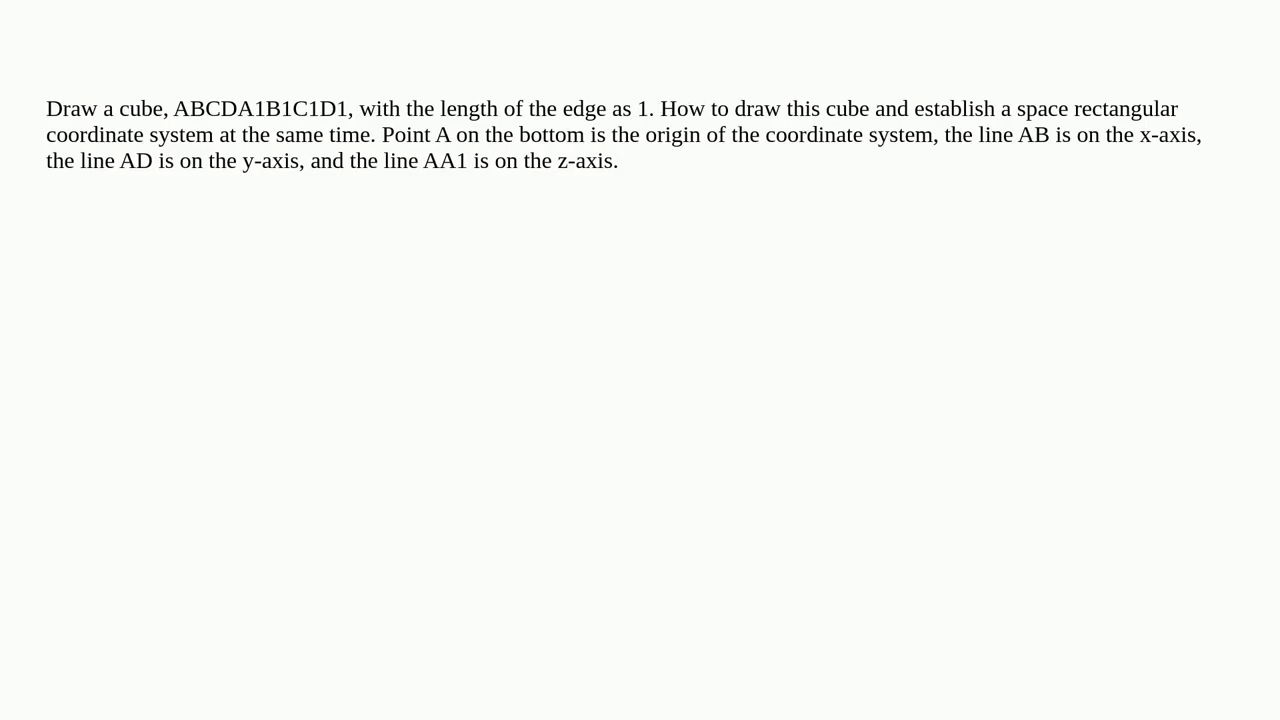 Draw a cube, ABCDA1B1C1D1, with the length of the edge as 1. How to draw this cube and establish a space rectangular
coordinate system at the same time. Point A on the bottom is the origin of the coordinate system, the line AB is on the x-axis,
the line AD is on the y-axis, and the line AA1 is on the z-axis.